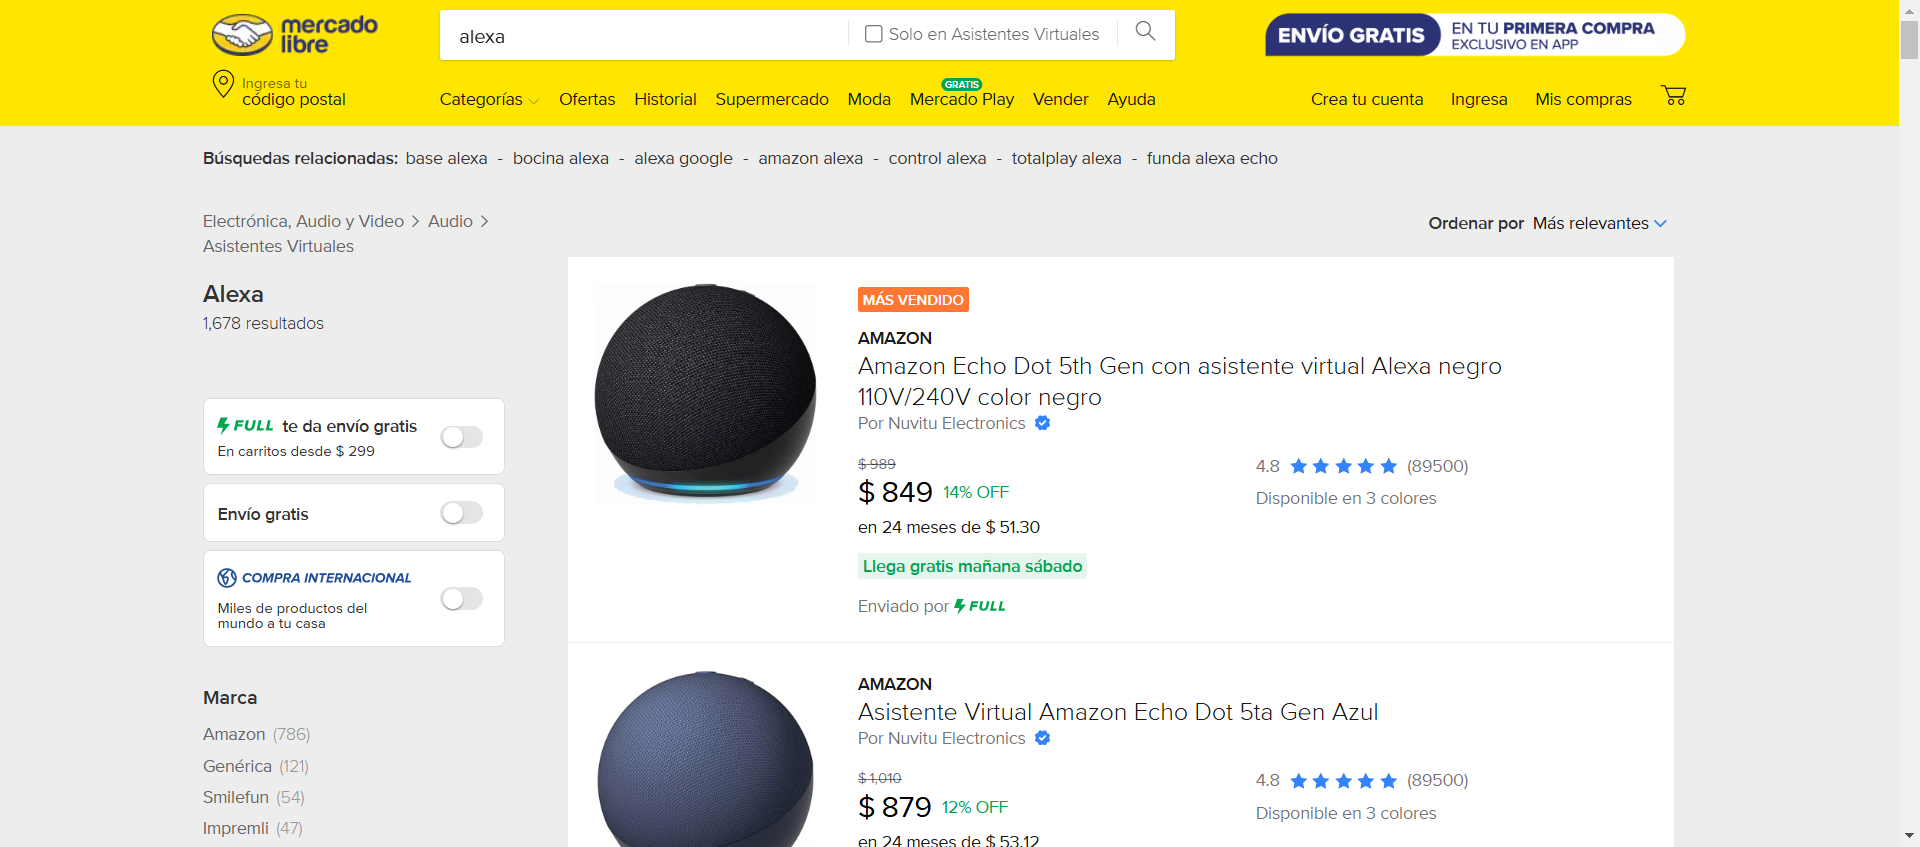 mercado
libre
alexa
Solo en Asistentes Virtuales
ENVÍO GRATIS
EN TU PRIMERA COMPRA
EXCLUSIVO EN APP
Ingresa tu
código postal
Categorías
Ofertas
Historial
Supermercado
Moda
GRATIS
Mercado Play
Vender
Ayuda
Crea tu cuenta
Ingresa
Mis compras
Búsquedas relacionadas: base alexa - bocina alexa - alexa google - amazon alexa - control alexa - totalplay alexa - funda alexa echo
Electrónica, Audio y Video > Audio >
Asistentes Virtuales
Ordenar por Más relevantes
Alexa
1,678 resultados
FULL te da envío gratis
En carritos desde $ 299
Envío gratis
COMPRA INTERNACIONAL
Miles de productos del
mundo a tu casa
Marca
Amazon (786)
Genérica (121)
Smilefun (54)
Impremli (47)
MÁS VENDIDO
AMAZON
Amazon Echo Dot 5th Gen con asistente virtual Alexa negro
110V/240V color negro
Por Nuvitu Electronics
$ 989
$ 849 14% OFF
en 24 meses de $ 51.30
Llega gratis mañana sábado
Enviado por FULL
4.8 (89500)
Disponible en 3 colores
AMAZON
Asistente Virtual Amazon Echo Dot 5ta Gen Azul
Por Nuvitu Electronics
$ 1,010
$ 879 12% OFF
en 24 meses de $ 53.12
4.8 (89500)
Disponible en 3 colores